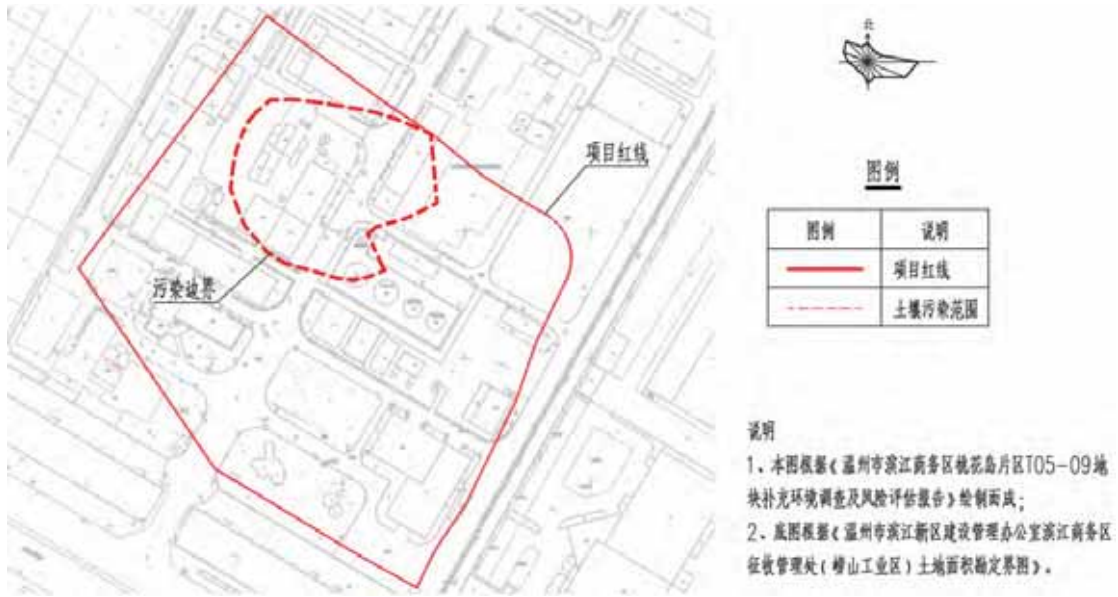 北
项目红线
污染边界
图例
图例 说明
项目红线
土壤污染范围
说明
1、本图根据《温州市滨江商务区桃花岛片区T05-09地
块补充环境调查及风险评估报告》绘制而成;
2、底图根据《温州市滨江新区建设管理办公室滨江商务区
征收管理处(嶍山工业区)土地面积勘定界图》。